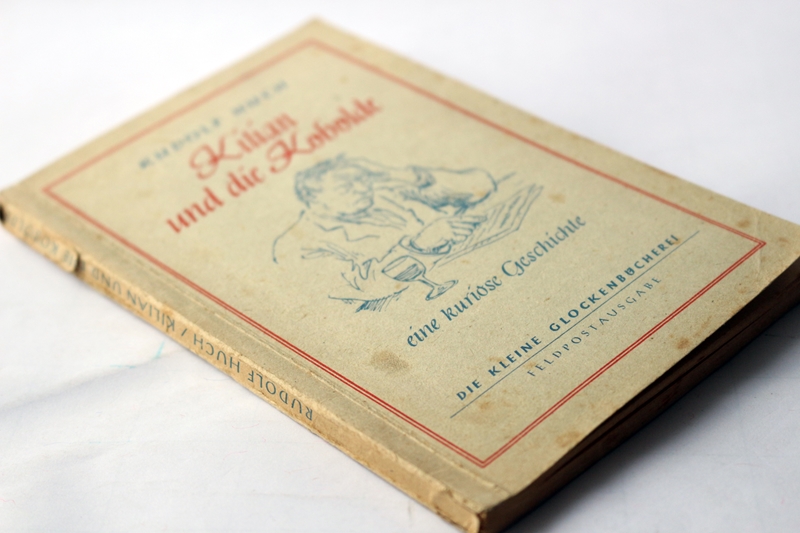 RUDOLF HUCH
Kilian
und die Kobolde
eine kuriose Geschichte
DIE KLEINE GLOCKENBÜCHEREI
FELDPOSTAUSGABE
RUDOLF HUCH / KILIAN UND